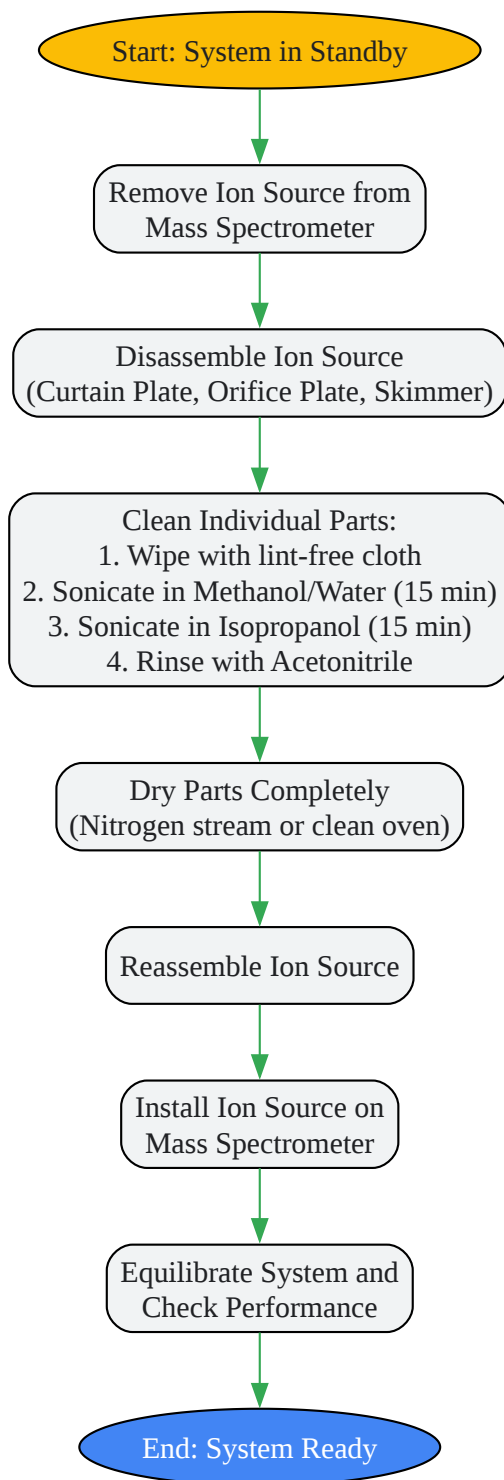 Start: System in Standby
Remove Ion Source from
Mass Spectrometer
Disassemble Ion Source
(Curtain Plate, Orifice Plate, Skimmer)
Clean Individual Parts:
1. Wipe with lint-free cloth
2. Sonicate in Methanol/Water (15 min)
3. Sonicate in Isopropanol (15 min)
4. Rinse with Acetonitrile
Dry Parts Completely
(Nitrogen stream or clean oven)
Reassemble Ion Source
Install Ion Source on
Mass Spectrometer
Equilibrate System and
Check Performance
End: System Ready